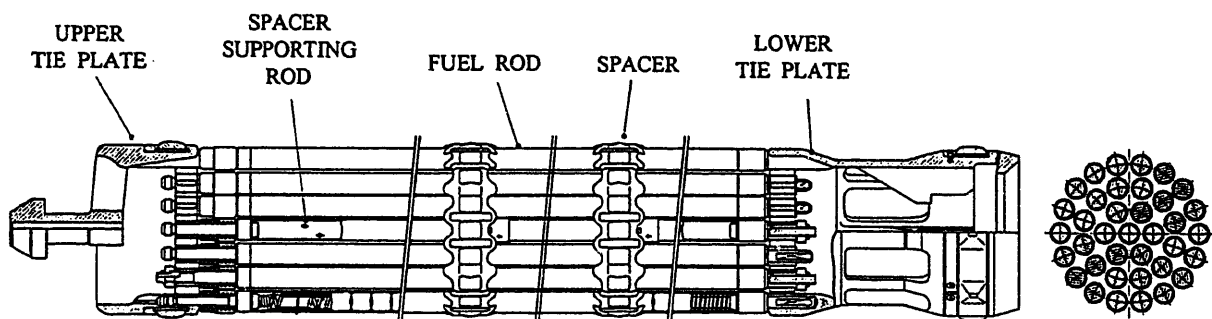 UPPER
TIE PLATE
SPACER
SUPPORTING
ROD
FUEL ROD
SPACER
LOWER
TIE PLATE